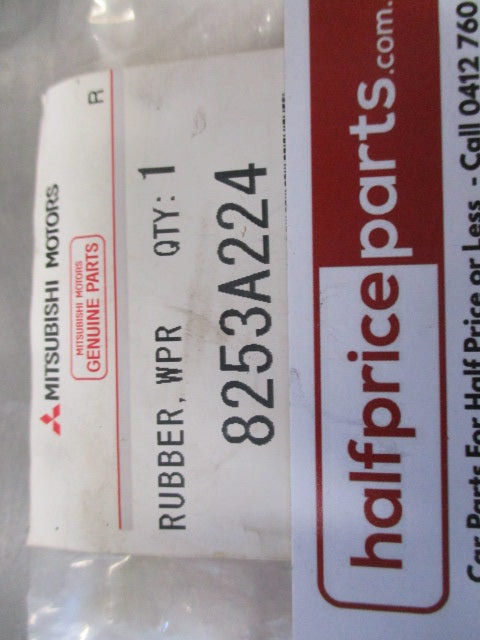 R
MITSUBISHI MOTORS
MITSUBISHI MOTORS
GENUINE PARTS
RUBBER, WPR QTY: 1
8253A224
halfpriceparts.com.
Car Parts For Half Price or Less - Call 0412 760